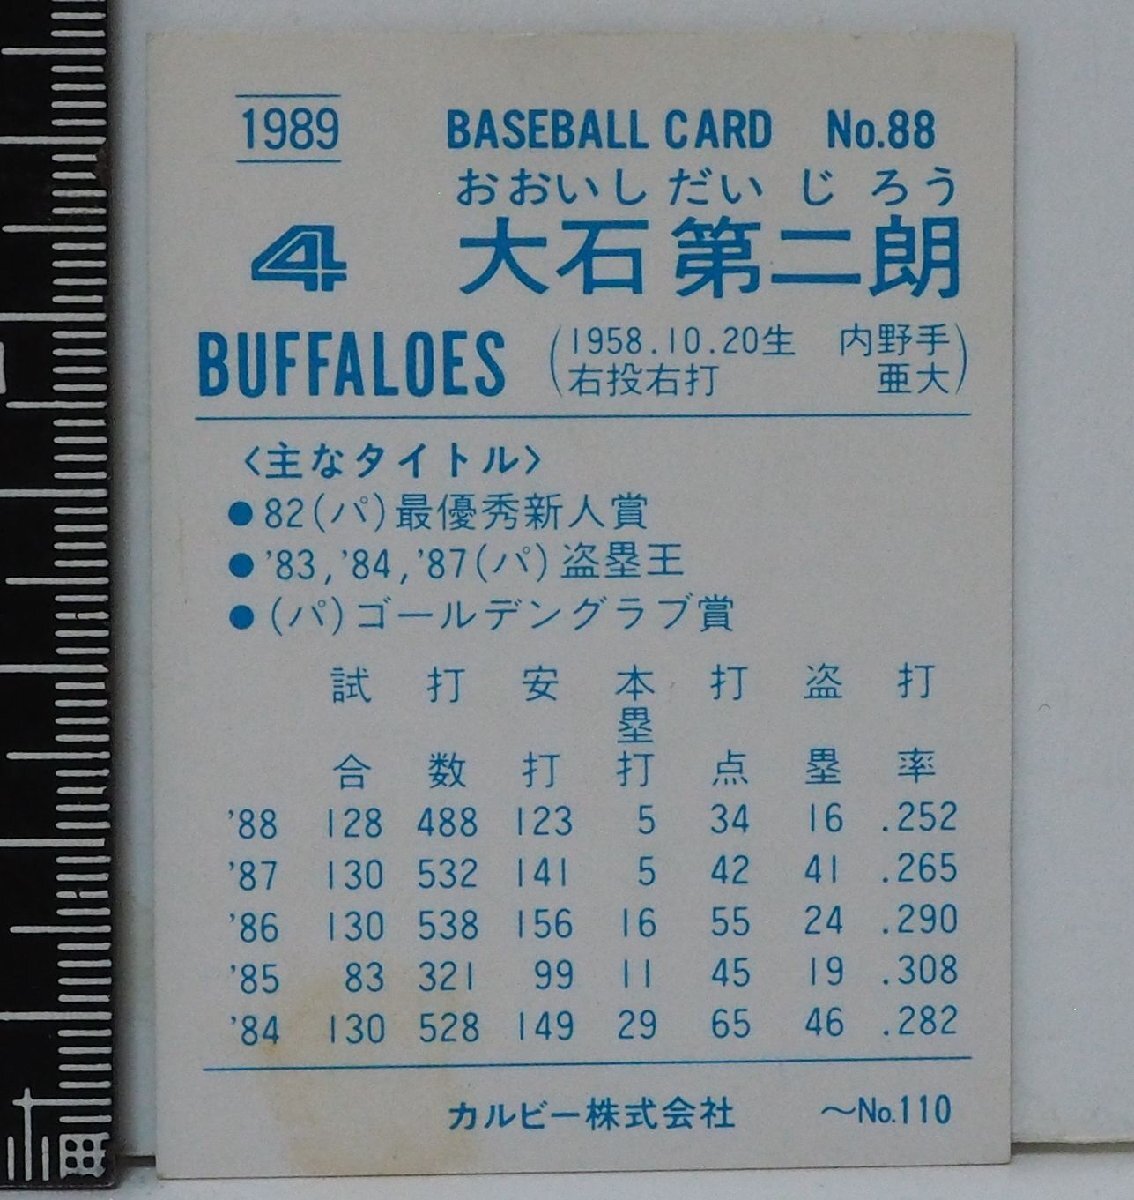 1989 BASEBALL CARD No.88
おおいし だい じ ろう
4 大石 第二朗
BUFFALOES (1958.10.20生 内野手
右投右打 亜大)
〈主なタイトル〉
●82(パ)最優秀新人賞
●'83,'84,'87(パ)盗塁王
●(パ)ゴールデングラブ賞
試合 打数 安打 本塁打 打点 盗塁 打率
'88 128 488 123 5 34 16 .252
'87 130 532 141 5 42 41 .265
'86 130 538 156 16 55 24 .290
'85 83 321 99 11 45 19 .308
'84 130 528 149 29 65 46 .282
カルビー株式会社 〜No.110